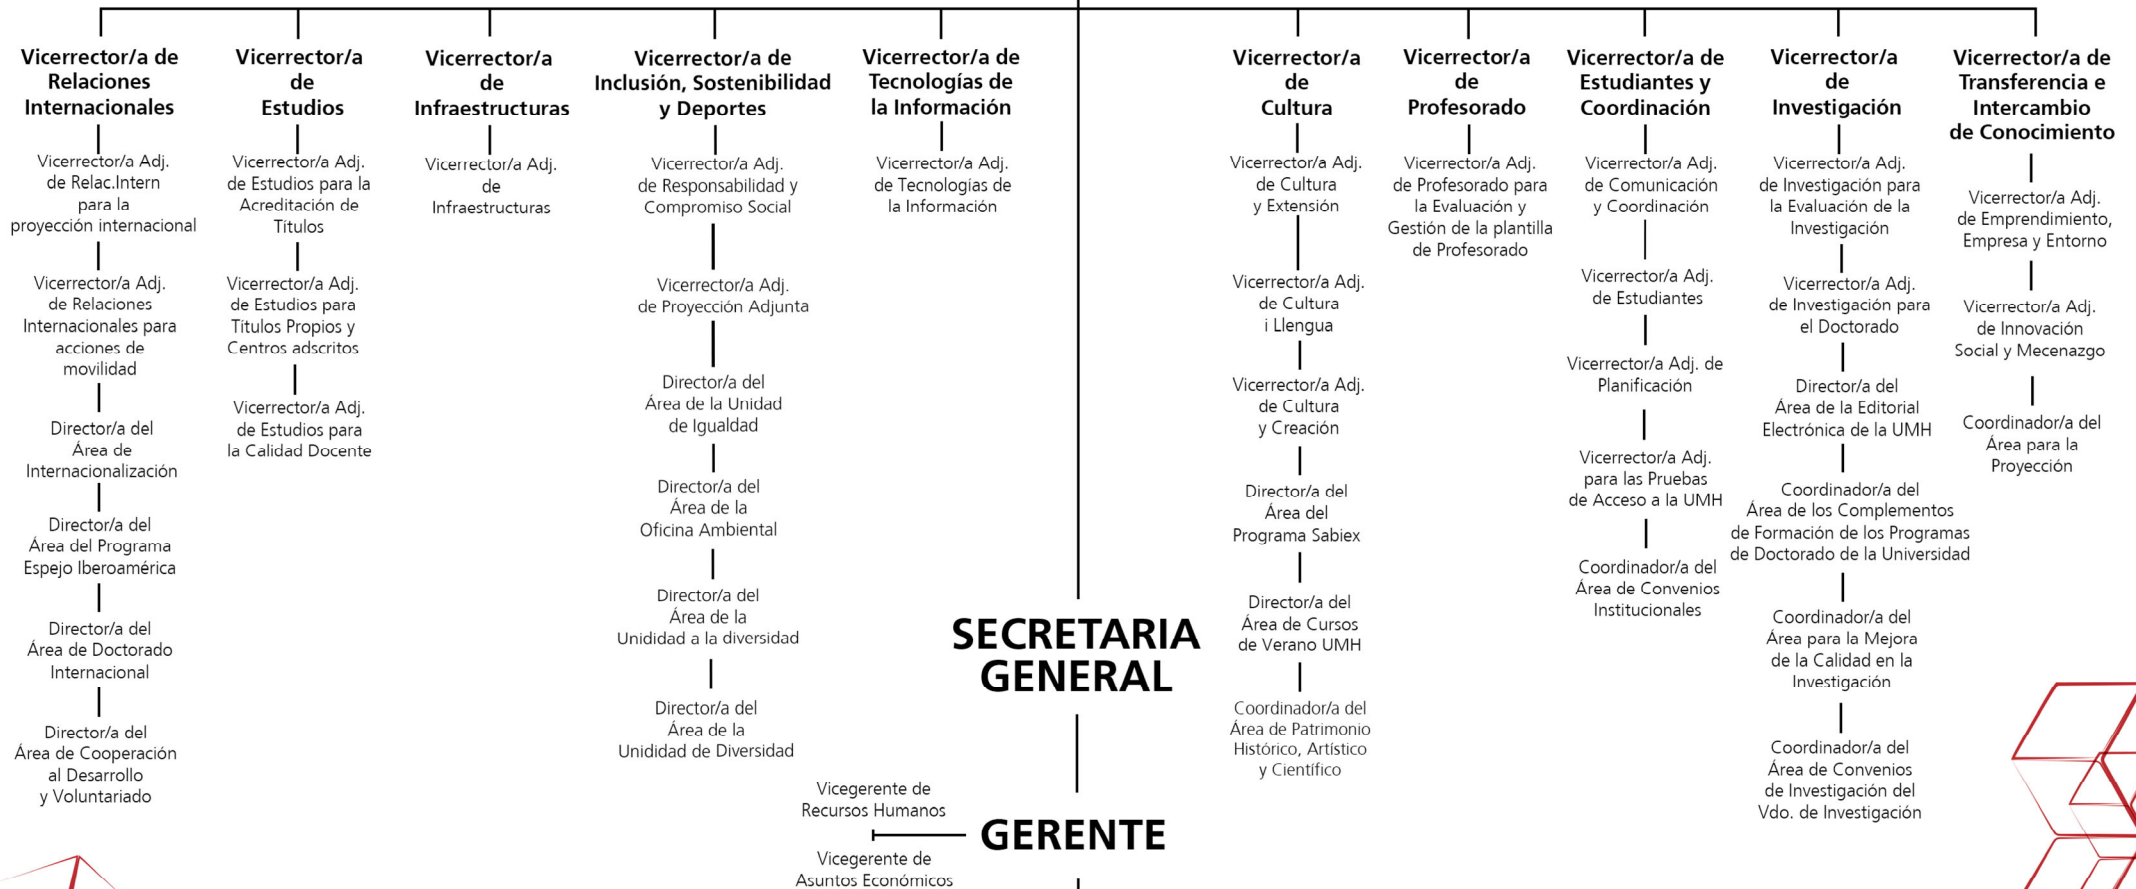 Vicerrector/a de
Relaciones
Internacionales
Vicerrector/a Adj.
de Relac.Intern
para la
proyección internacional
Vicerrector/a Adj.
de Relaciones
Internacionales para
acciones de
movilidad
Director/a del
Área de
Internacionalización
Director/a del
Área del Programa
Espejo Iberoamérica
Director/a del
Área de Doctorado
Internacional
Director/a del
Área de Cooperación
al Desarrollo
y Voluntariado
Vicerrector/a
de
Estudios
Vicerrector/a Adj.
de Estudios para la
Acreditación de
Títulos
Vicerrector/a Adj.
de Estudios para
Títulos Propios y
Centros adscritos
Vicerrector/a Adj.
de Estudios para
la Calidad Docente
Vicerrector/a
de
Infraestructuras
Vicerrector/a Adj.
de
Infraestructuras
Vicerrector/a de
Inclusión, Sostenibilidad
y Deportes
Vicerrector/a Adj.
de Responsabilidad y
Compromiso Social
Vicerrector/a Adj.
de Proyección Adjunta
Director/a del
Área de la Unidad
de Igualdad
Director/a del
Área de la
Oficina Ambiental
Director/a del
Área de la
Unididad a la diversidad
Director/a del
Área de la
Unididad de Diversidad
Vicerrector/a de
Tecnologías de
la Información
Vicerrector/a Adj.
de Tecnologías de
la Información
Vicerrector/a
de
Cultura
Vicerrector/a Adj.
de Cultura
y Extensión
Vicerrector/a Adj.
de Cultura
i Llengua
Vicerrector/a Adj.
de Cultura
y Creación
Director/a del
Área del
Programa Sabiex
Director/a del
Área de Cursos
de Verano UMH
Coordinador/a del
Área de Patrimonio
Histórico, Artístico
y Científico
Vicerrector/a
de
Profesorado
Vicerrector/a Adj.
de Profesorado para
la Evaluación y
Gestión de la plantilla
de Profesorado
Vicerrector/a de
Estudiantes y
Coordinación
Vicerrector/a Adj.
de Comunicación
y Coordinación
Vicerrector/a Adj.
de Estudiantes
Vicerrector/a Adj. de
Planificación
Vicerrector/a Adj.
para las Pruebas
de Acceso a la UMH
Coordinador/a del
Área de Convenios
Institucionales
Vicerrector/a
de
Investigación
Vicerrector/a Adj.
de Investigación para
la Evaluación de la
Investigación
Vicerrector/a Adj.
de Investigación para
el Doctorado
Director/a del
Área de la Editorial
Electrónica de la UMH
Coordinador/a del
Área de los Complementos
de Formación de los Programas
de Doctorado de la Universidad
Coordinador/a del
Área para la Mejora
de la Calidad en la
Investigación
Coordinador/a del
Área de Convenios
de Investigación del
Vdo. de Investigación
Vicerrector/a de
Transferencia e
Intercambio
de Conocimiento
Vicerrector/a Adj.
de Emprendimiento,
Empresa y Entorno
Vicerrector/a Adj.
de Innovación
Social y Mecenazgo
Coordinador/a del
Área para la
Proyección
SECRETARIA
GENERAL
Vicegerente de
Recursos Humanos
GERENTE
Vicegerente de
Asuntos Económicos